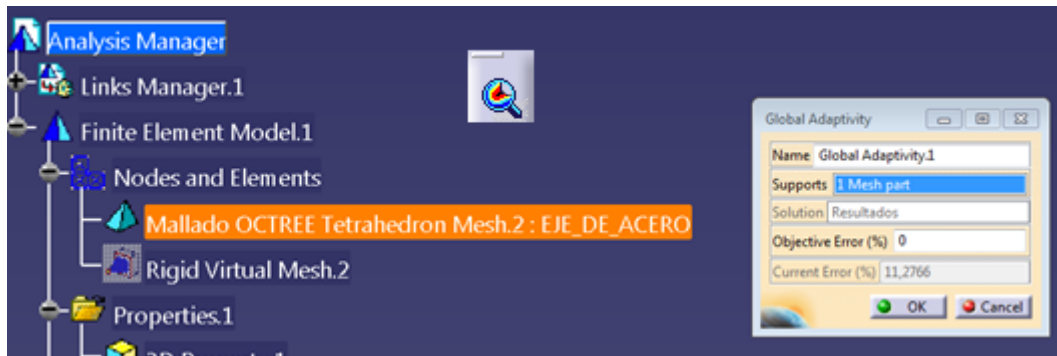 Analysis Manager
Links Manager.1
Finite Element Model.1
Nodes and Elements
Mallado OCTREE Tetrahedron Mesh.2 : EJE_DE_ACERO
Rigid Virtual Mesh.2
Properties.1
Global Adaptivity
Name Global Adaptivity.1
Supports 1 Mesh part
Solution Resultados
Objective Error (%) 0
Current Error (%) 11,2766
OK Cancel